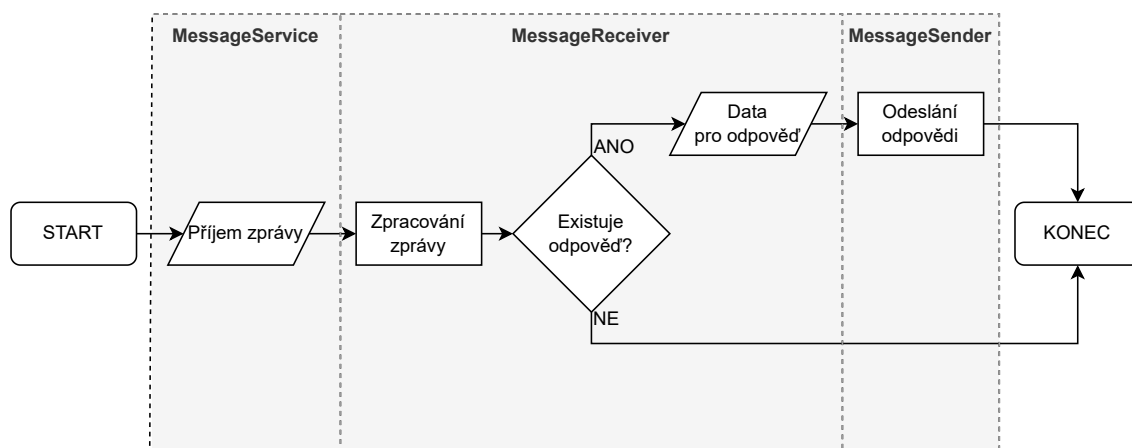 MessageService
MessageReceiver
MessageSender
START
Příjem zprávy
Zpracování
zprávy
Existuje
odpověď?
ANO
Data
pro odpověď
Odeslání
odpovědi
NE
KONEC